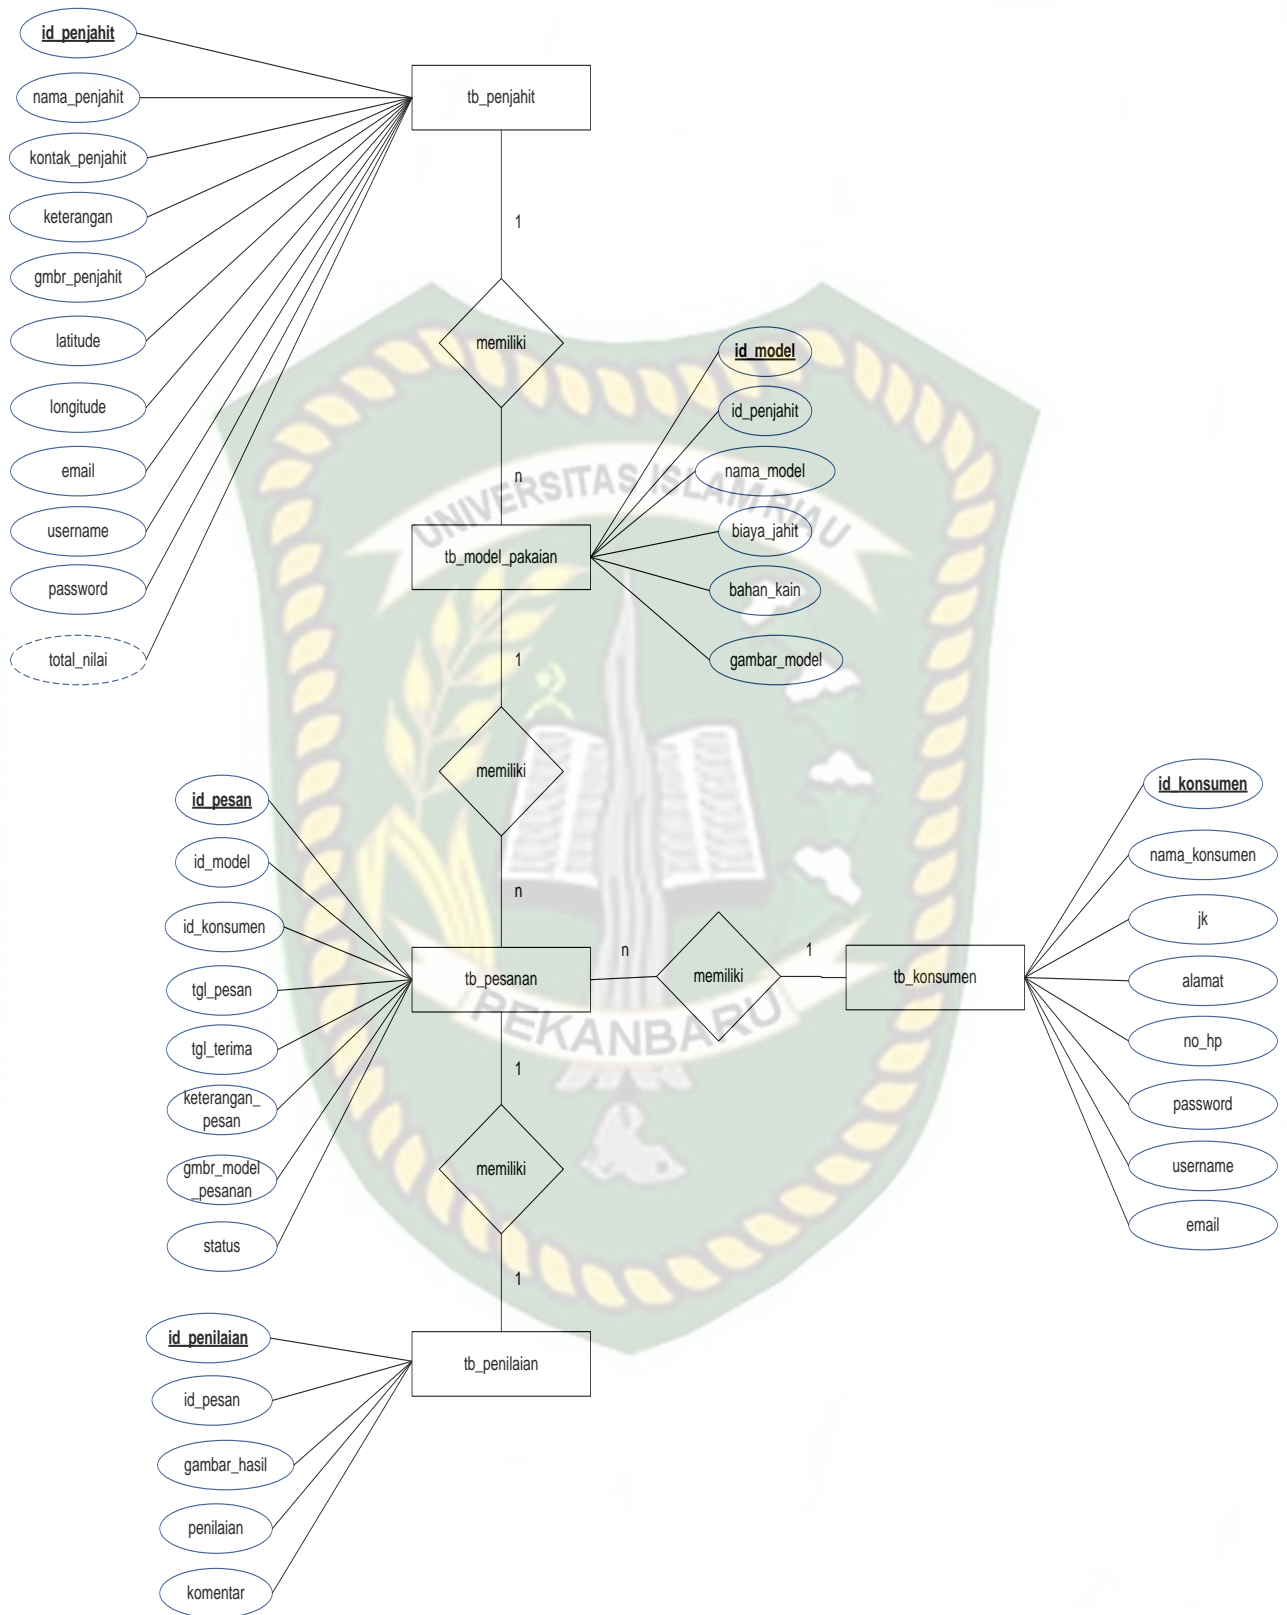 id_penjahit
nama_penjahit
kontak_penjahit
keterangan
gmbr_penjahit
latitude
longitude
email
username
password
total_nilai
tb_penjahit
1
memiliki
n
tb_model_pakaian
id_model
id_penjahit
nama_model
biaya_jahit
bahan_kain
gambar_model
UNIVERSITAS ISLAM RIAU
1
memiliki
n
id_pesan
id_model
id_konsumen
tgl_pesan
tgl_terima
keterangan_
pesan
gmbr_model
_pesanan
status
tb_pesanan
n
memiliki
1
tb_konsumen
id_konsumen
nama_konsumen
jk
alamat
no_hp
password
username
email
PEKANBARU
1
memiliki
1
tb_penilaian
id_penilaian
id_pesan
gambar_hasil
penilaian
komentar